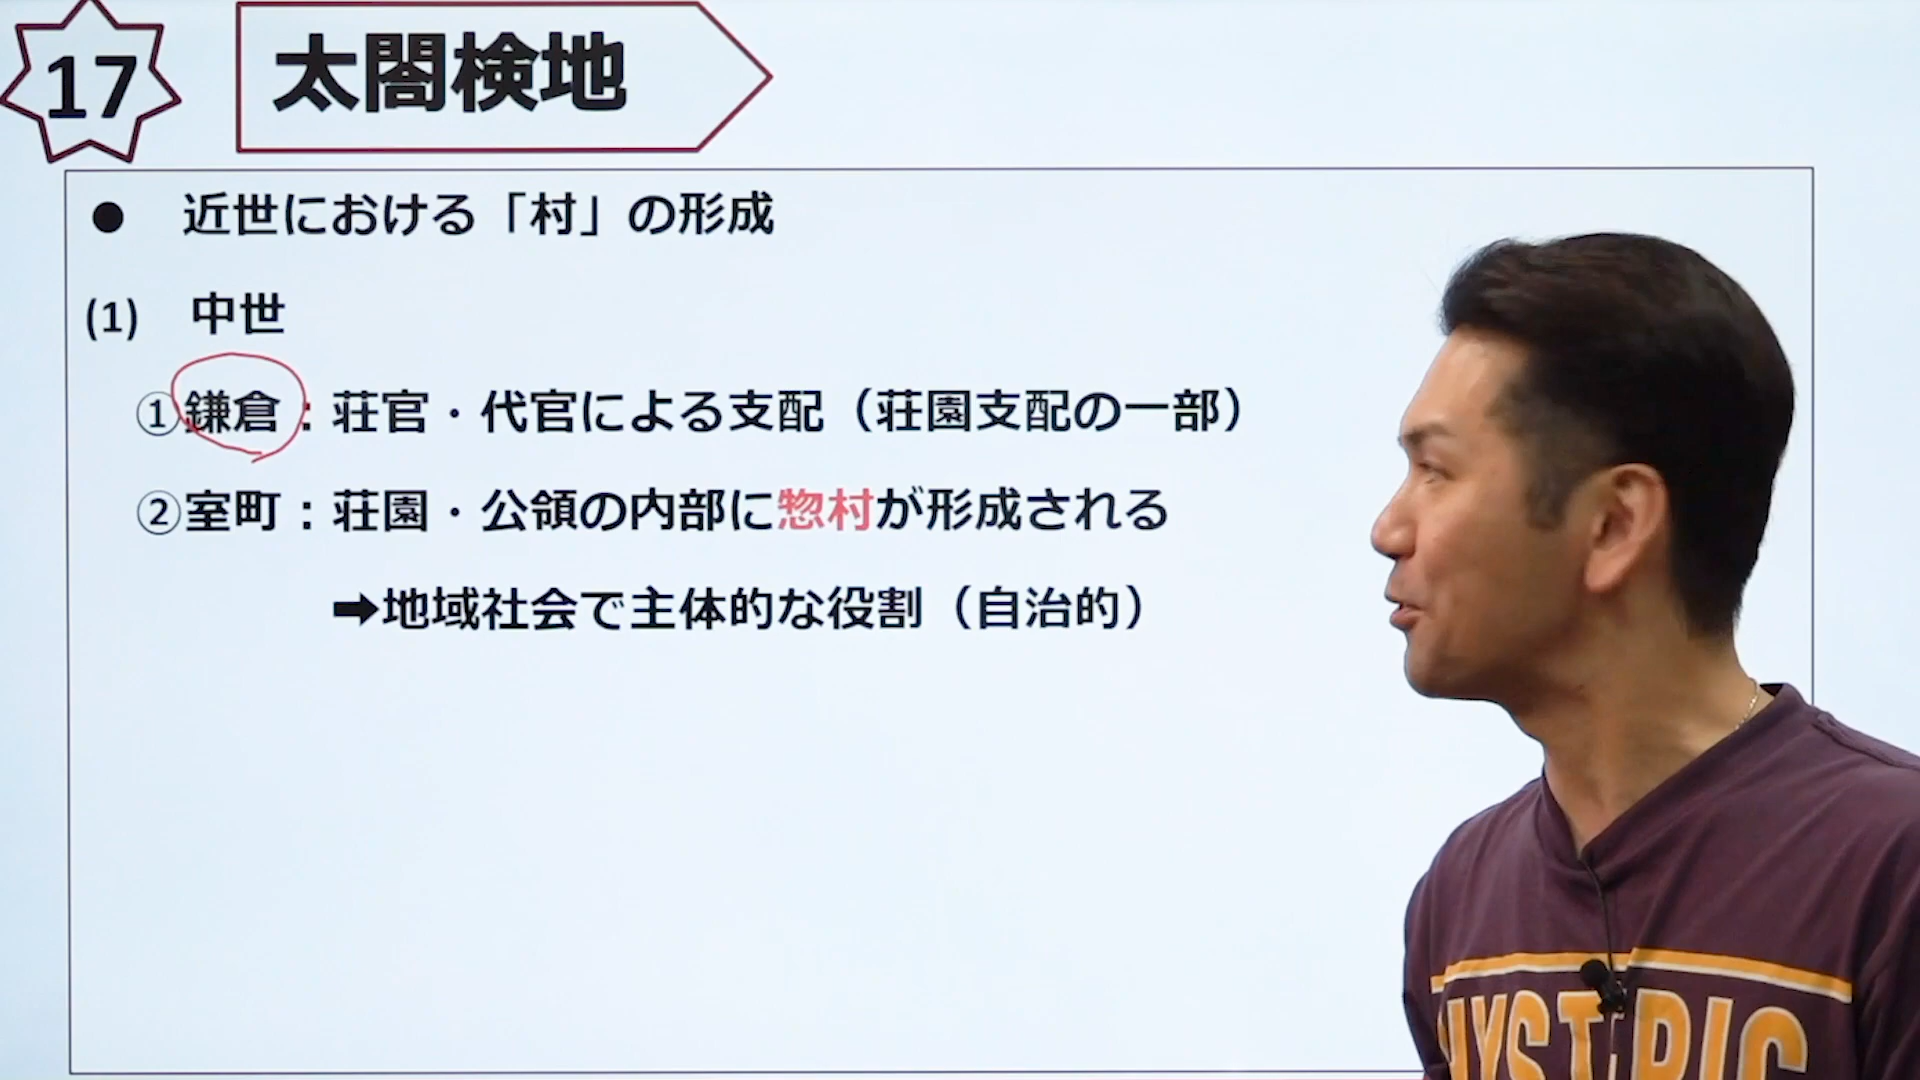 17
太閤検地
● 近世における「村」の形成
(1) 中世
①鎌倉：荘官・代官による支配（荘園支配の一部）
②室町：荘園・公領の内部に惣村が形成される
➡地域社会で主体的な役割（自治的）
HYSTERIC